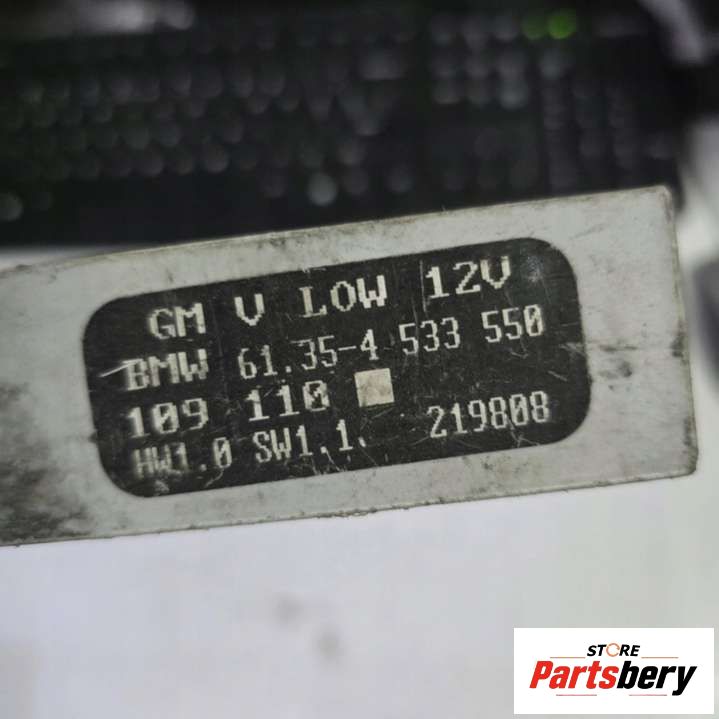 GM V LOW 12V
BMW 61.35-4 533 550
109 110
HW1.0 SW1.1. 219808
STORE
Partsbery